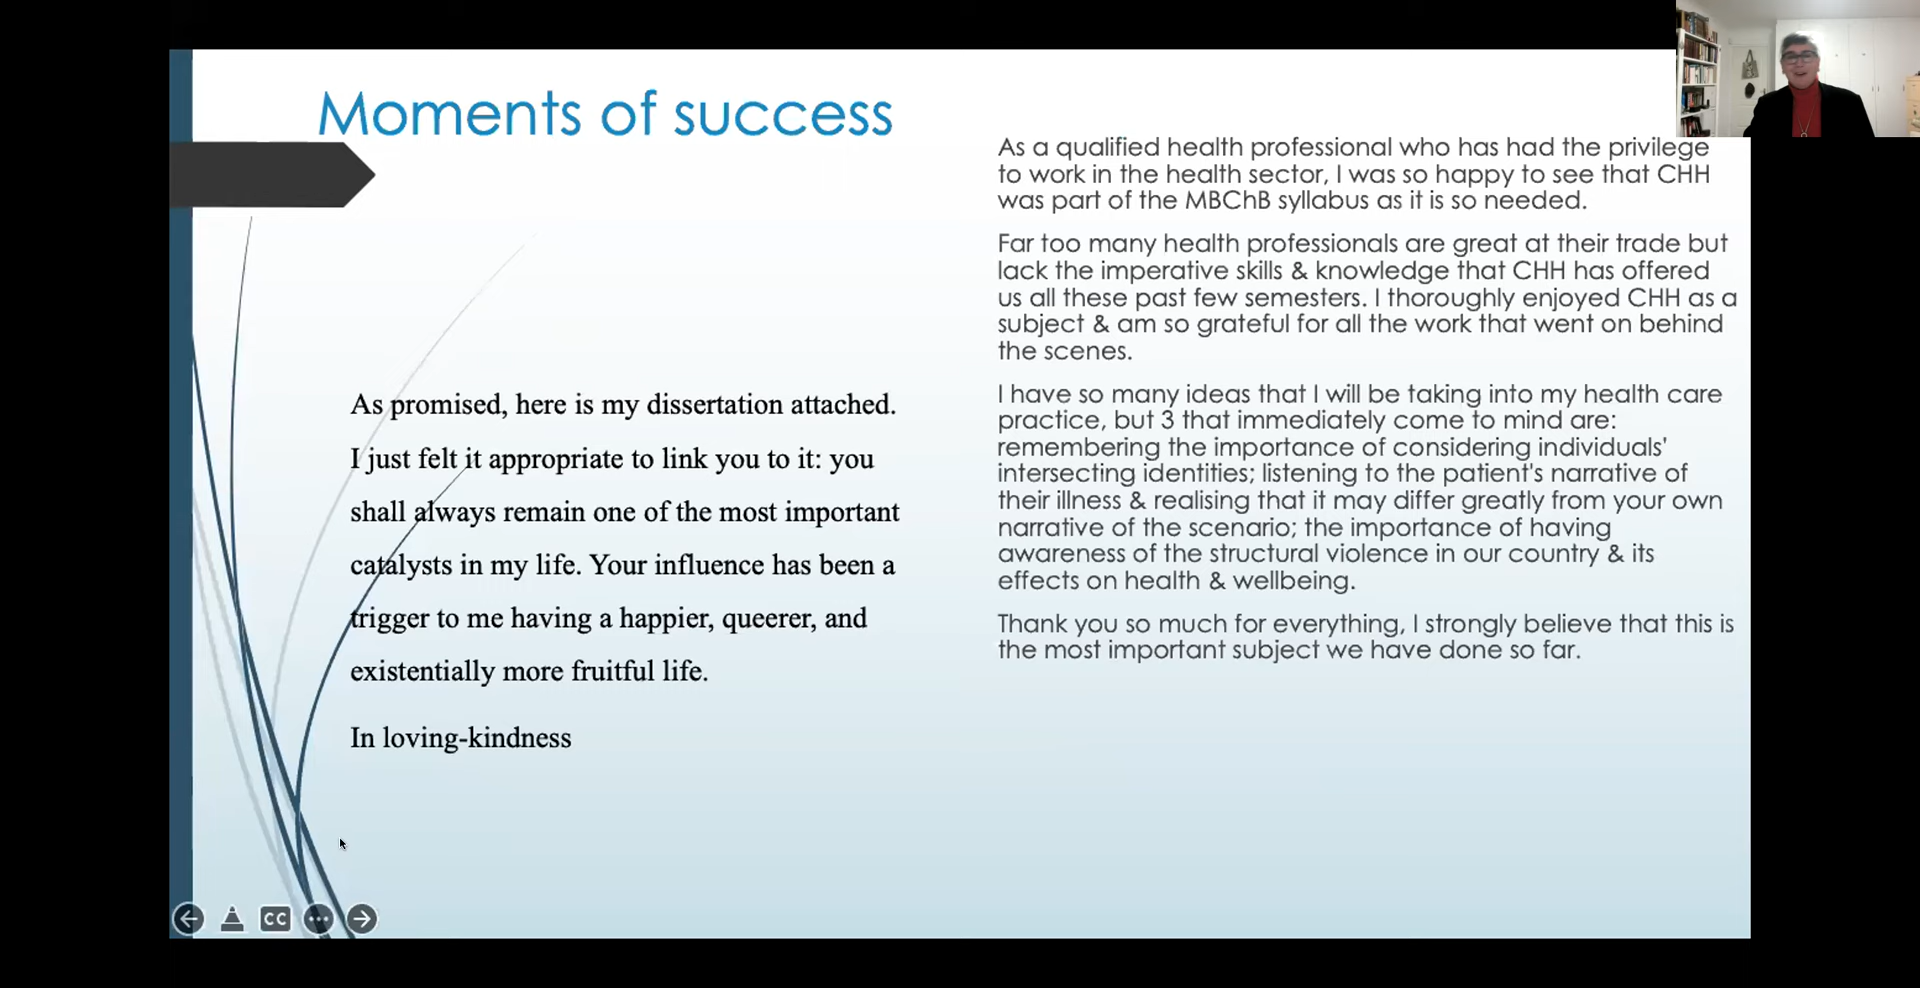 Moments of success
As promised, here is my dissertation attached.
I just felt it appropriate to link you to it: you
shall always remain one of the most important
catalysts in my life. Your influence has been a
trigger to me having a happier, queerer, and
existentially more fruitful life.
In loving-kindness
As a qualified health professional who has had the privilege
to work in the health sector, I was so happy to see that CHH
was part of the MBChB syllabus as it is so needed.
Far too many health professionals are great at their trade but
lack the imperative skills & knowledge that CHH has offered
us all these past few semesters. I thoroughly enjoyed CHH as a
subject & am so grateful for all the work that went on behind
the scenes.
I have so many ideas that I will be taking into my health care
practice, but 3 that immediately come to mind are:
remembering the importance of considering individuals'
intersecting identities; listening to the patient's narrative of
their illness & realising that it may differ greatly from your own
narrative of the scenario; the importance of having
awareness of the structural violence in our country & its
effects on health & wellbeing.
Thank you so much for everything, I strongly believe that this is
the most important subject we have done so far.
CC